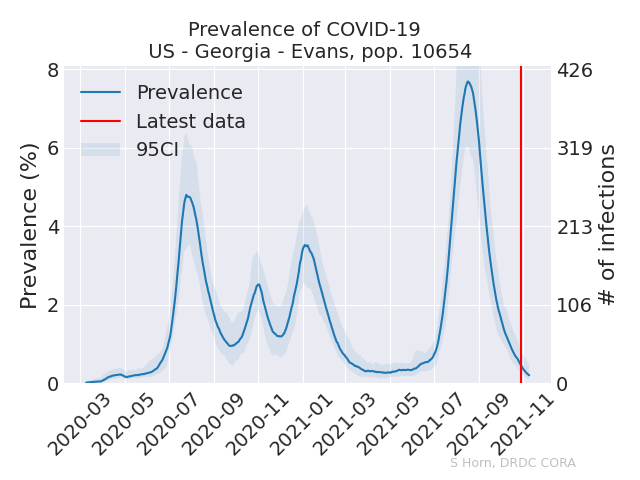 Prevalence of COVID-19
US - Georgia - Evans, pop. 10654
Prevalence (%)
8
6
4
2
0
Prevalence
Latest data
95CI
426
319
213
106
0
# of infections
2020-03
2020-05
2020-07
2020-09
2020-11
2021-01
2021-03
2021-05
2021-07
2021-09
2021-11
S Horn, DRDC CORA